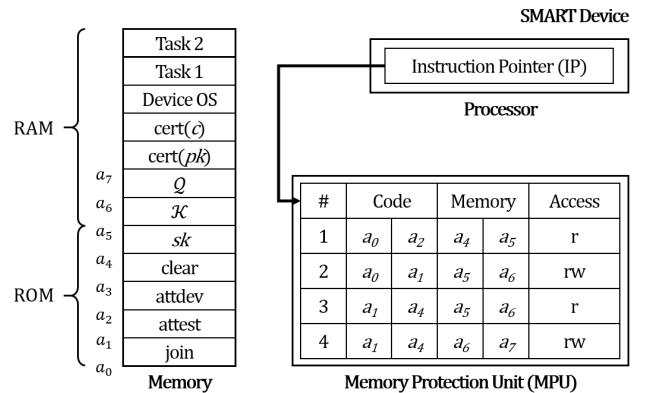 SMART Device
Instruction Pointer (IP)
Processor
RAM
ROM
Task 2
Task 1
Device OS
cert(c)
cert(pk)
𝒬
𝒦
sk
clear
attdev
attest
join
a₇
a₆
a₅
a₄
a₃
a₂
a₁
a₀
Memory
# Code Memory Access
1 a₀ a₂ a₄ a₅ r
2 a₀ a₁ a₅ a₆ rw
3 a₁ a₄ a₅ a₆ r
4 a₁ a₄ a₆ a₇ rw
Memory Protection Unit (MPU)